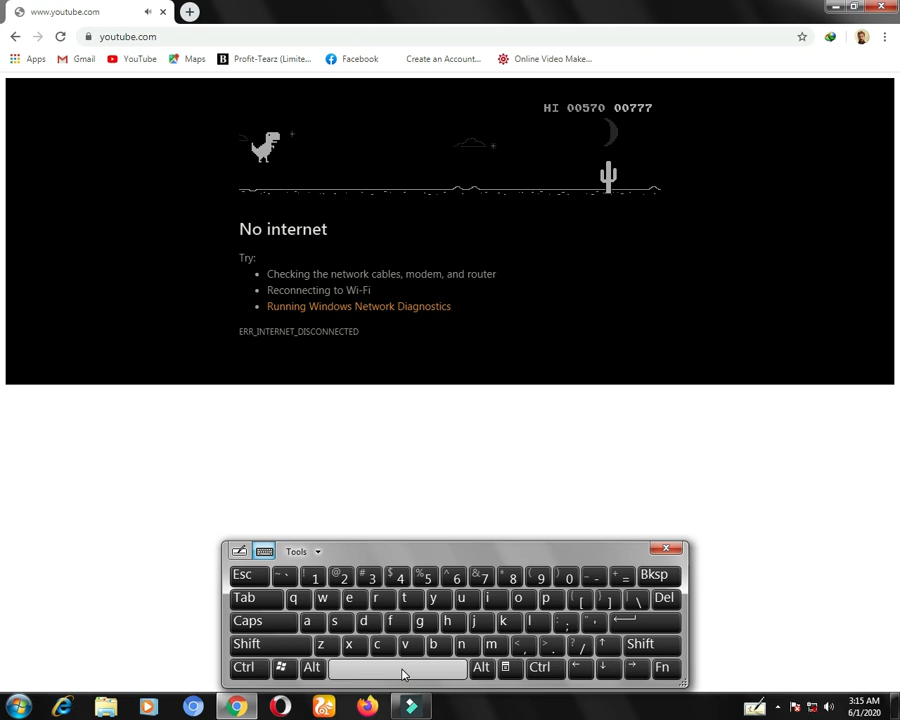 www.youtube.com
youtube.com
Apps Gmail YouTube Maps Profit-Tearz (Limite... Facebook Create an Account... Online Video Make...
HI 00570 00777
No internet
Try:
• Checking the network cables, modem, and router
• Reconnecting to Wi-Fi
• Running Windows Network Diagnostics
ERR_INTERNET_DISCONNECTED
Tools
Esc ~ ` ! 1 @ 2 # 3 $ 4 % 5 ^ 6 & 7 * 8 ( 9 ) 0 _ - + = Bksp
Tab q w e r t y u i o p { [ } ] | \ Del
Caps a s d f g h j k l : ; " '
Shift z x c v b n m < , > . ? / ↑ Shift
Ctrl Alt Alt Ctrl ← ↓ → Fn
3:15 AM
6/1/2020